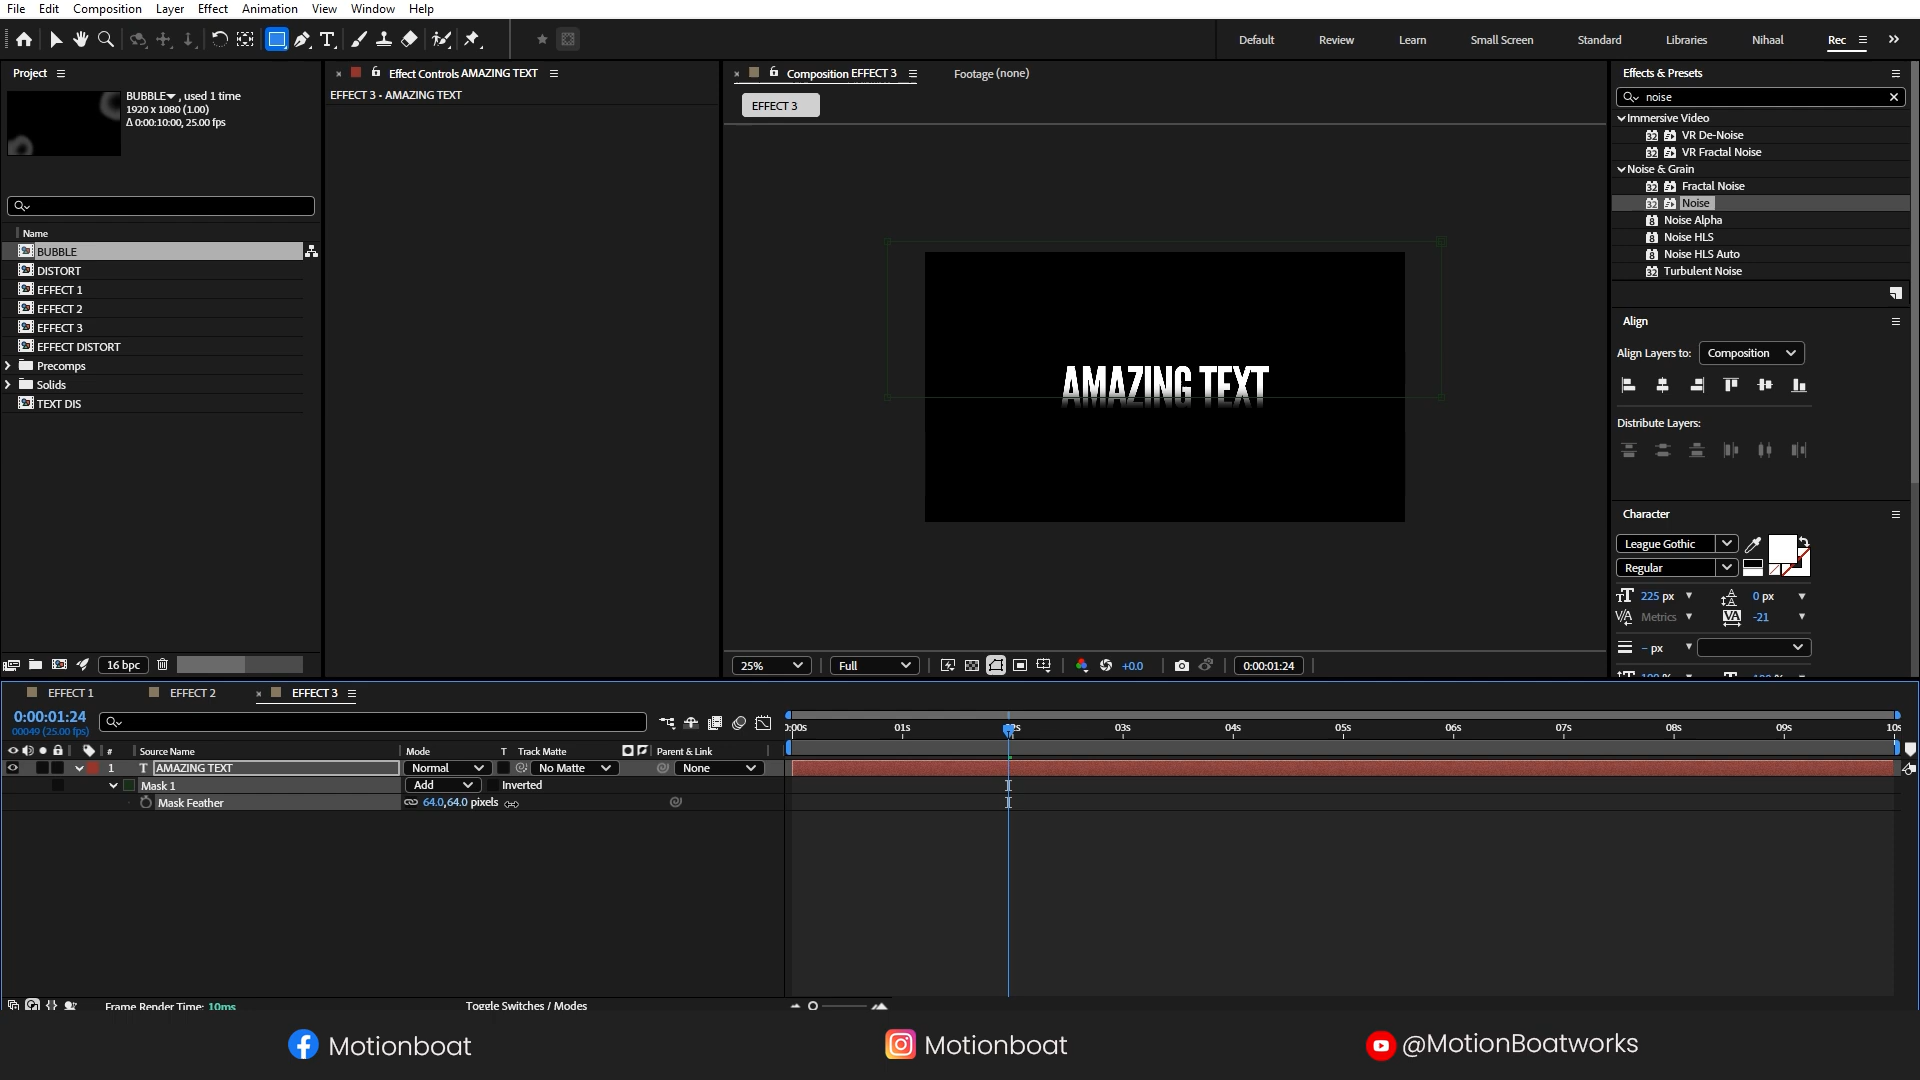 File Edit Composition Layer Effect Animation View Window Help
Default Review Learn Small Screen Standard Libraries Nihaal Rec
Project
BUBBLE , used 1 time
1920 x 1080 (1.00)
Δ 0:00:10:00, 25.00 fps
Name
BUBBLE
DISTORT
EFFECT 1
EFFECT 2
EFFECT 3
EFFECT DISTORT
Precomps
Solids
TEXT DIS
16 bpc
Effect Controls AMAZING TEXT
EFFECT 3 • AMAZING TEXT
Composition EFFECT 3 Footage (none)
EFFECT 3
AMAZING TEXT
25% Full +0.0 0:00:01:24
Effects & Presets
noise
Immersive Video
VR De-Noise
VR Fractal Noise
Noise & Grain
Fractal Noise
Noise
Noise Alpha
Noise HLS
Noise HLS Auto
Turbulent Noise
Align
Align Layers to: Composition
Distribute Layers:
Character
League Gothic
Regular
225 px 0 px
Metrics -21
- px
EFFECT 1 EFFECT 2 EFFECT 3
0:00:01:24
00049 (25.00 fps)
:00s 01s 02s 03s 04s 05s 06s 07s 08s 09s 10s
# Source Name Mode T Track Matte Parent & Link
1 T AMAZING TEXT Normal No Matte None
Mask 1 Add Inverted
Mask Feather 64.0,64.0 pixels
Frame Render Time: 10ms Toggle Switches / Modes
Motionboat Motionboat @MotionBoatworks